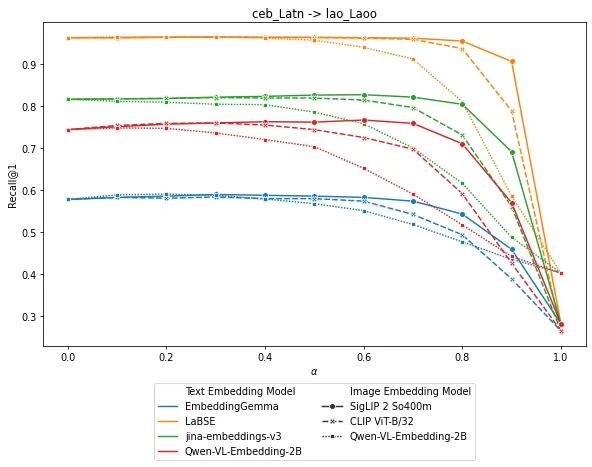 ceb_Latn -> lao_Laoo
Recall@1
0.9
0.8
0.7
0.6
0.5
0.4
0.3
0.0 0.2 0.4 0.6 0.8 1.0
α
Text Embedding Model Image Embedding Model
EmbeddingGemma SigLIP 2 So400m
LaBSE CLIP ViT-B/32
jina-embeddings-v3 Qwen-VL-Embedding-2B
Qwen-VL-Embedding-2B